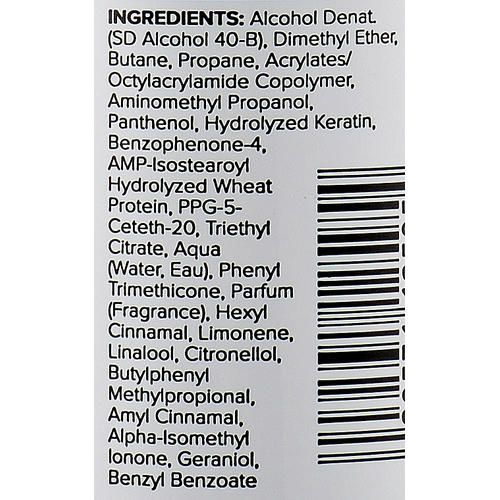 INGREDIENTS: Alcohol Denat.
(SD Alcohol 40-B), Dimethyl Ether,
Butane, Propane, Acrylates/
Octylacrylamide Copolymer,
Aminomethyl Propanol,
Panthenol, Hydrolyzed Keratin,
Benzophenone-4,
AMP-Isostearoyl
Hydrolyzed Wheat
Protein, PPG-5-
Ceteth-20, Triethyl
Citrate, Aqua
(Water, Eau), Phenyl
Trimethicone, Parfum
(Fragrance), Hexyl
Cinnamal, Limonene,
Linalool, Citronellol,
Butylphenyl
Methylpropional,
Amyl Cinnamal,
Alpha-Isomethyl
Ionone, Geraniol,
Benzyl Benzoate